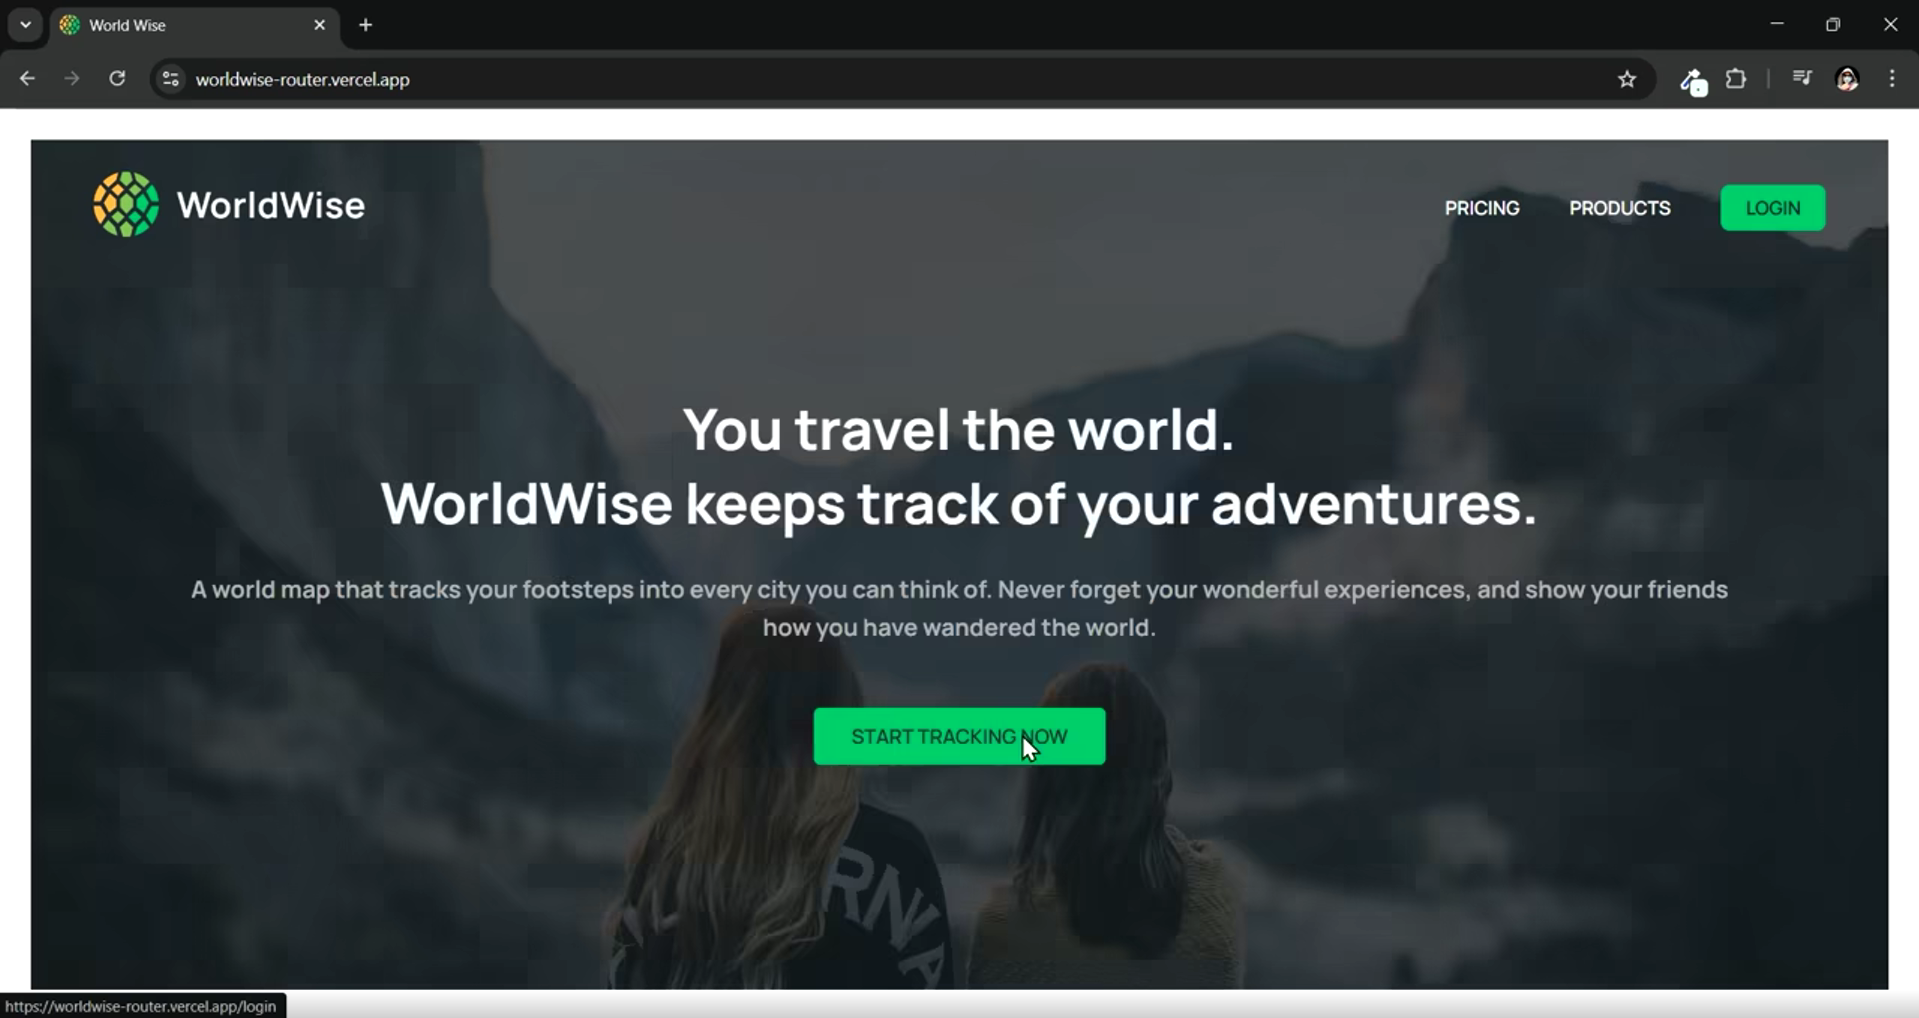 World Wise
worldwise-router.vercel.app
WorldWise
PRICING
PRODUCTS
LOGIN
You travel the world.
WorldWise keeps track of your adventures.
A world map that tracks your footsteps into every city you can think of. Never forget your wonderful experiences, and show your friends
how you have wandered the world.
START TRACKING NOW
RNIA
https://worldwise-router.vercel.app/login